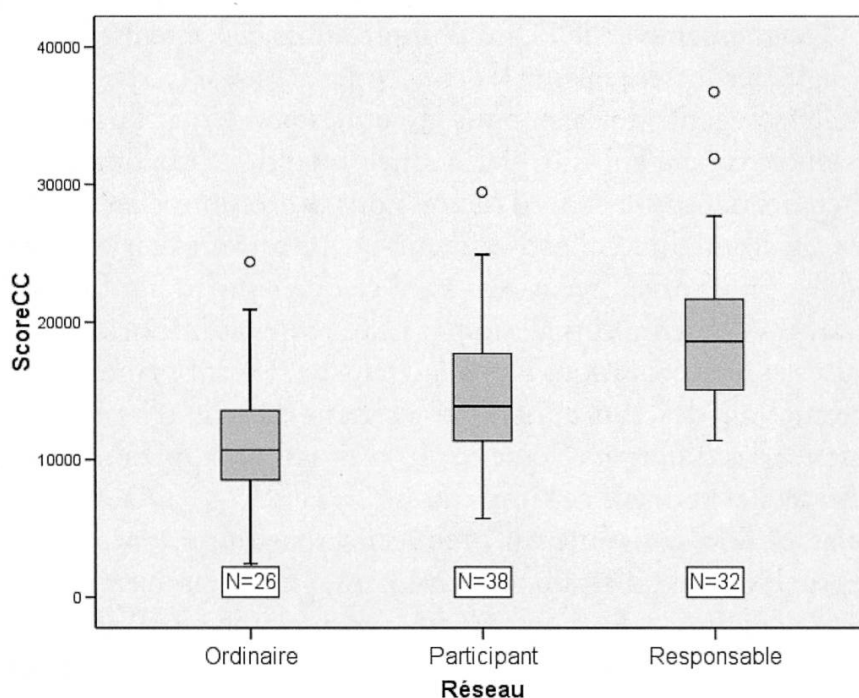 ScoreCC
40000
30000
20000
10000
0
N=26
N=38
N=32
Ordinaire
Participant
Responsable
Réseau